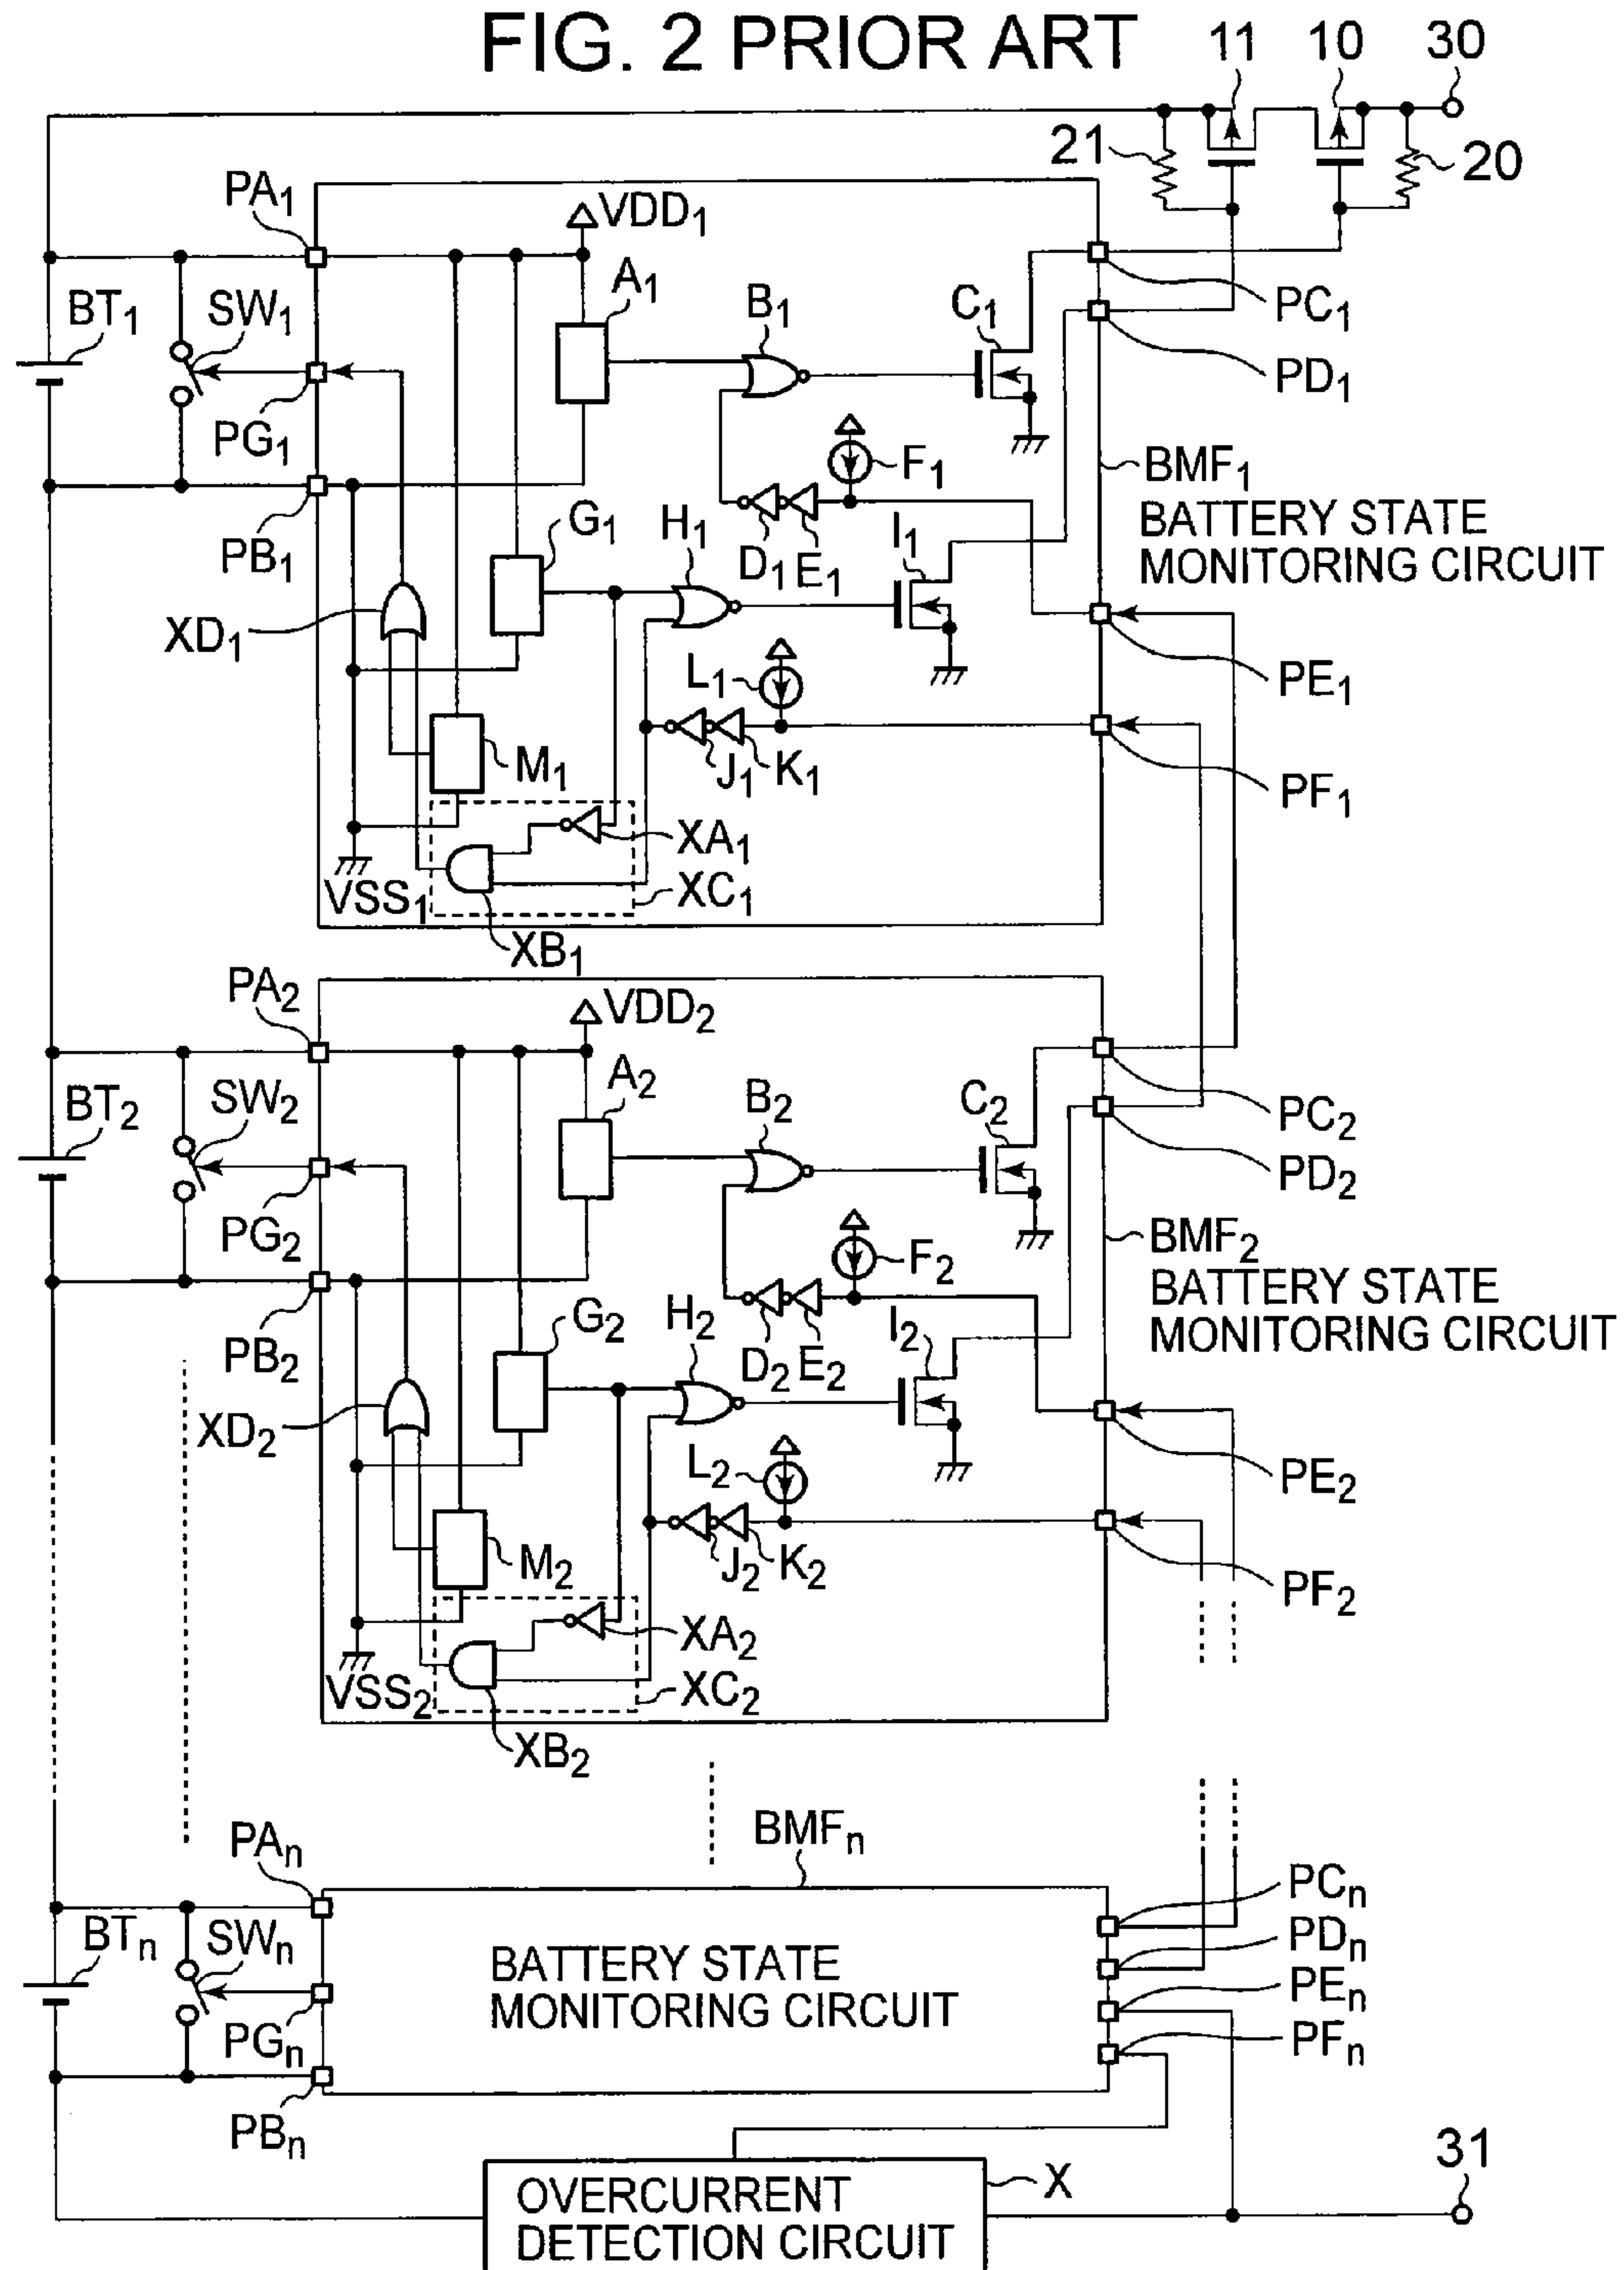 FIG. 2 PRIOR ART
11 10 30
21 20
PA1 VDD1
A1
BT1 SW1 B1 C1 PC1
PD1
PG1
F1 BMF1
BATTERY STATE
MONITORING CIRCUIT
PB1 G1 H1 D1 E1 I1
XD1 L1 PE1
M1 J1 K1 PF1
XA1
VSS1 XC1
XB1
PA2 VDD2
A2
BT2 SW2 B2 C2 PC2
PD2
PG2
F2 BMF2
BATTERY STATE
MONITORING CIRCUIT
PB2 G2 H2 D2 E2 I2
XD2 L2 PE2
M2 J2 K2 PF2
XA2
VSS2 XC2
XB2
PAn BMFn
PCn
BTn SWn PDn
BATTERY STATE
MONITORING CIRCUIT
PEn
PGn PFn
PBn
31
X
OVERCURRENT
DETECTION CIRCUIT